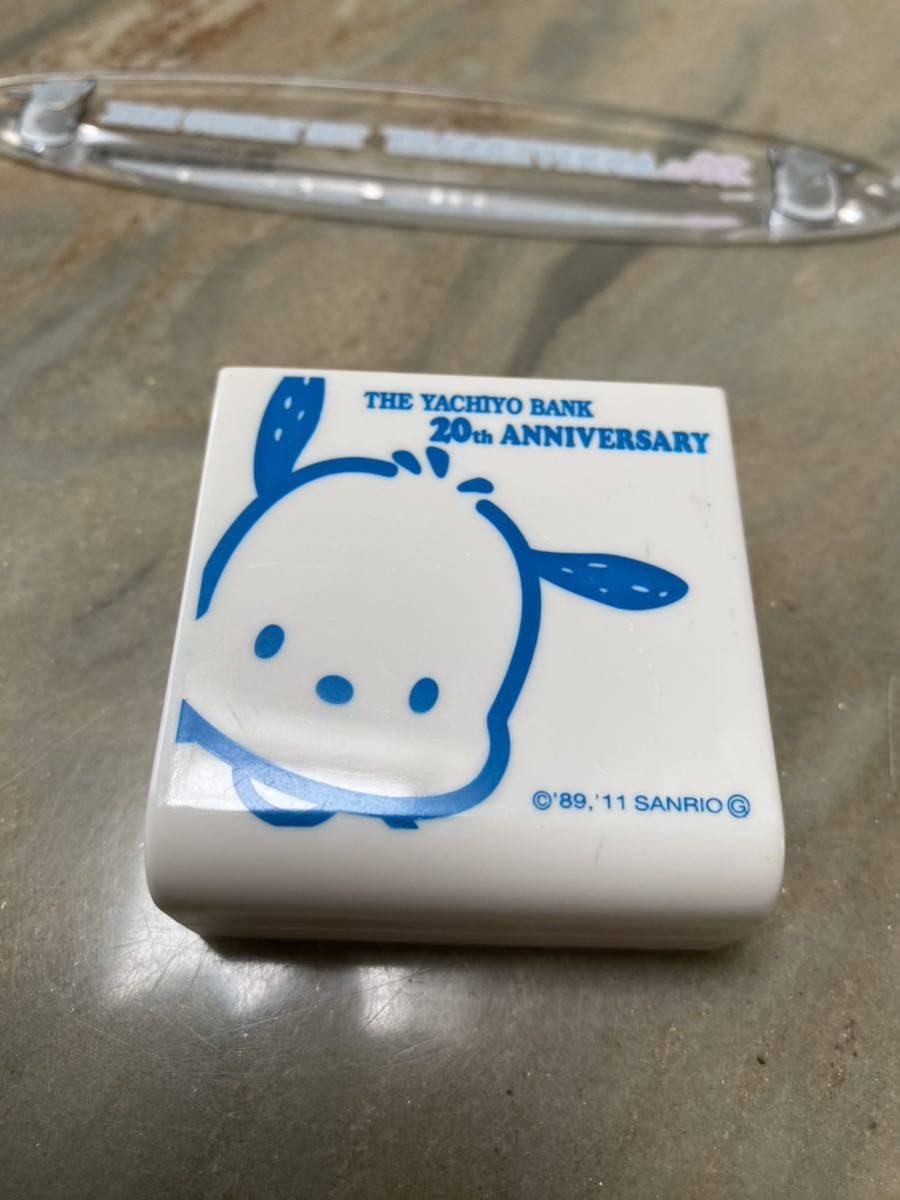 THE YACHIYO BANK
20th ANNIVERSARY
©'89,'11 SANRIO Ⓖ